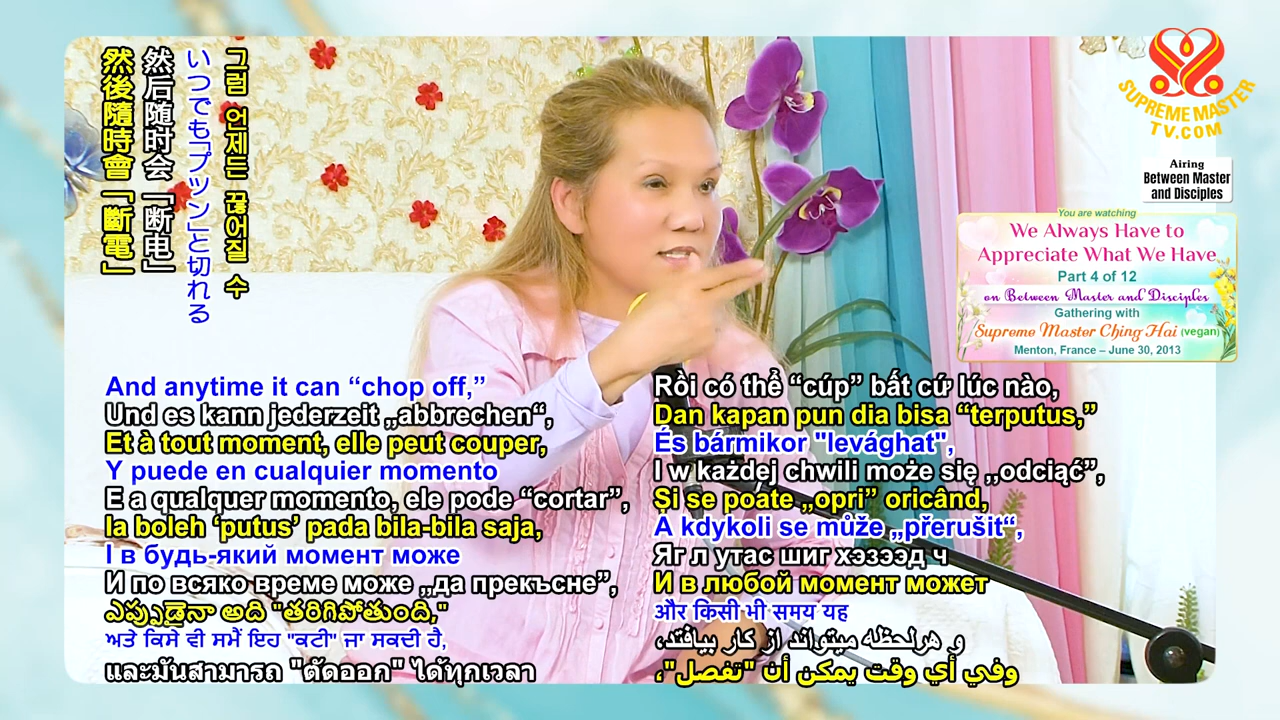 그럼 언제든 끊어질 수
いつでも「プツン」と切れる
然后随时会「断电」
然後隨時會「斷電」
SUPREME MASTER
TV.COM
Airing
Between Master
and Disciples
You are watching
We Always Have to
Appreciate What We Have
Part 4 of 12
on Between Master and Disciples
Gathering with
Supreme Master Ching Hai (vegan)
Menton, France – June 30, 2013
And anytime it can “chop off,”
Und es kann jederzeit „abbrechen“,
Et à tout moment, elle peut couper,
Y puede en cualquier momento
E a qualquer momento, ele pode “cortar”,
Ia boleh ‘putus’ pada bila-bila saja,
І в будь-який момент може
И по всяко време може „да прекъсне”,
ఎప్పుడైనా అది "తరిగిపోతుంది,"
ਅਤੇ ਕਿਸੇ ਵੀ ਸਮੇਂ ਇਹ "ਕਟੀ" ਜਾ ਸਕਦੀ ਹੈ,
และมันสามารถ "ตัดออก" ได้ทุกเวลา
Rồi có thể “cúp” bất cứ lúc nào,
Dan kapan pun dia bisa “terputus,”
És bármikor "levághat",
I w każdej chwili może się ,,odciąć”,
Și se poate „opri” oricând,
A kdykoli se může „přerušit“,
Яг л утас шиг хэзээд ч
И в любой момент может
और किसी भी समय यह
و هرلحظه میتواند از کار بیافتد،
وفي أي وقت يمكن أن "تفصل"،